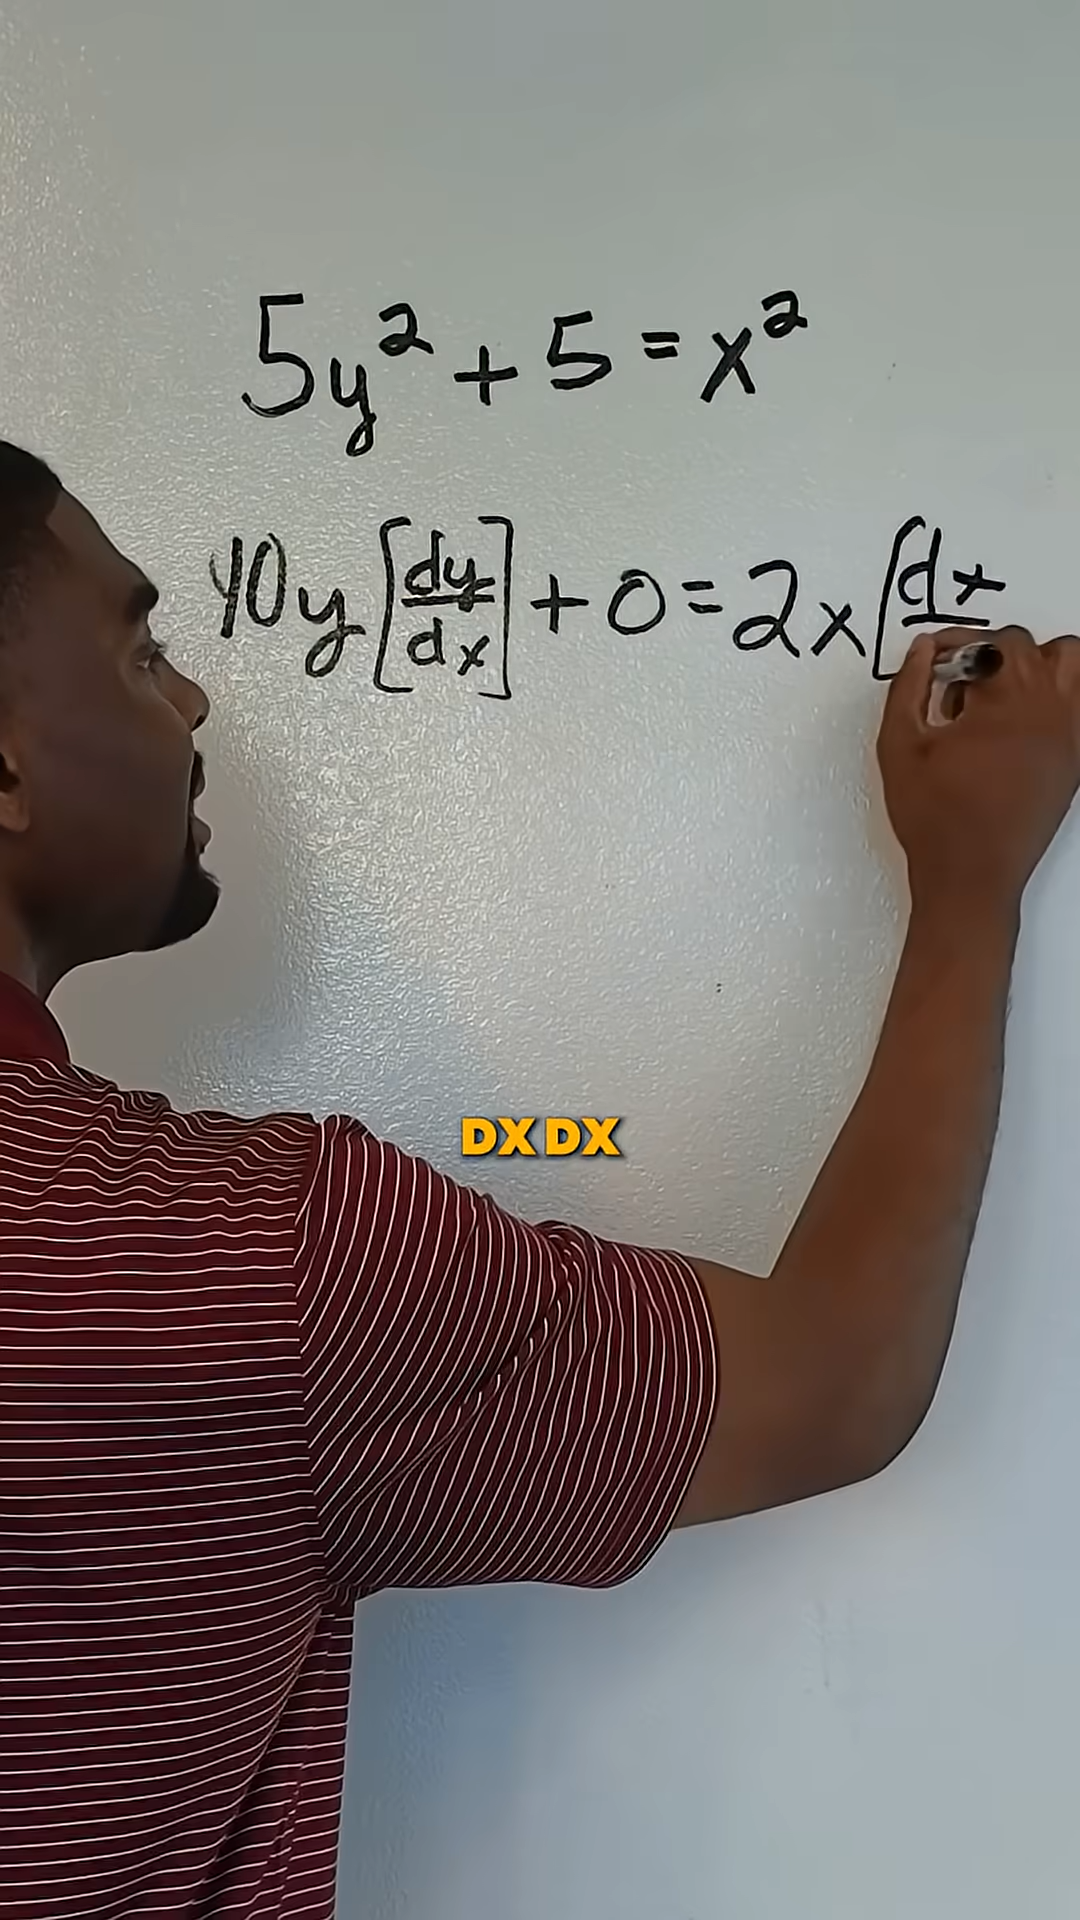 5y² + 5 = x²
10y [dy/dx] + 0 = 2x [dx
DX DX